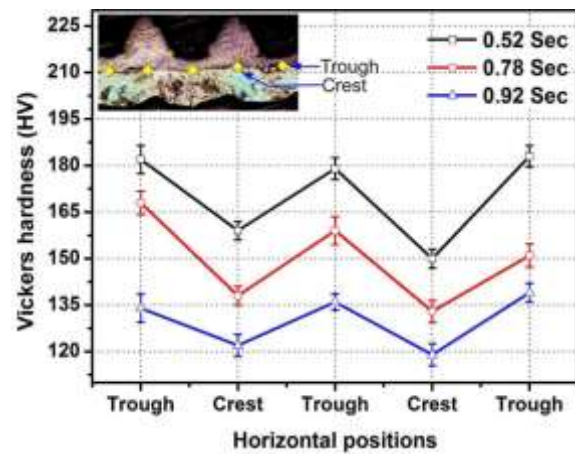 225
210
195
180
165
150
135
120
Vickers hardness (HV)
Trough
Crest
0.52 Sec
0.78 Sec
0.92 Sec
Trough Crest Trough Crest Trough
Horizontal positions